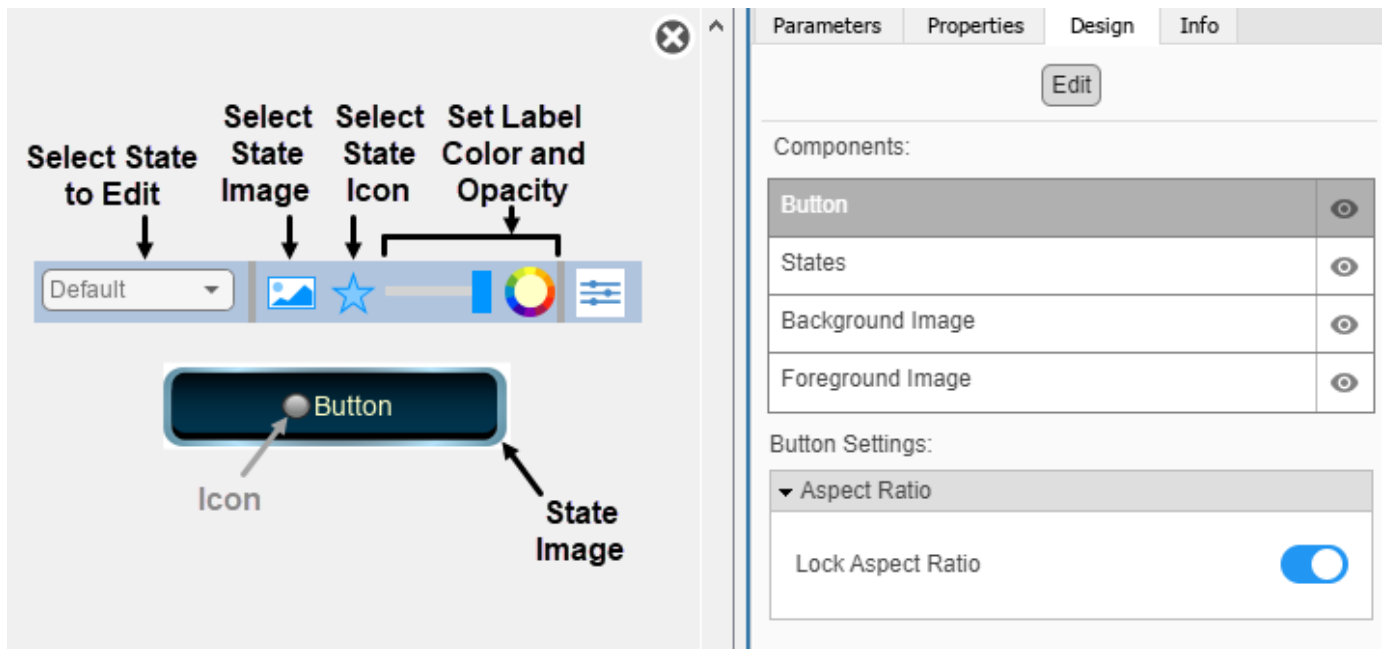 Select State
to Edit
Select
State
Image
Select
State
Icon
Set Label
Color and
Opacity
Default
Button
Icon
State
Image
Parameters
Properties
Design
Info
Edit
Components:
Button
States
Background Image
Foreground Image
Button Settings:
Aspect Ratio
Lock Aspect Ratio